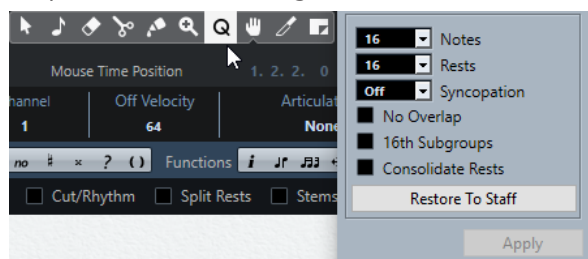 Q
Mouse Time Position 1. 2. 2. 0
hannel Off Velocity Articulat
1 64 None
no ? ( ) Functions i
Cut/Rhythm Split Rests Stems
16 Notes
16 Rests
Off Syncopation
No Overlap
16th Subgroups
Consolidate Rests
Restore To Staff
Apply